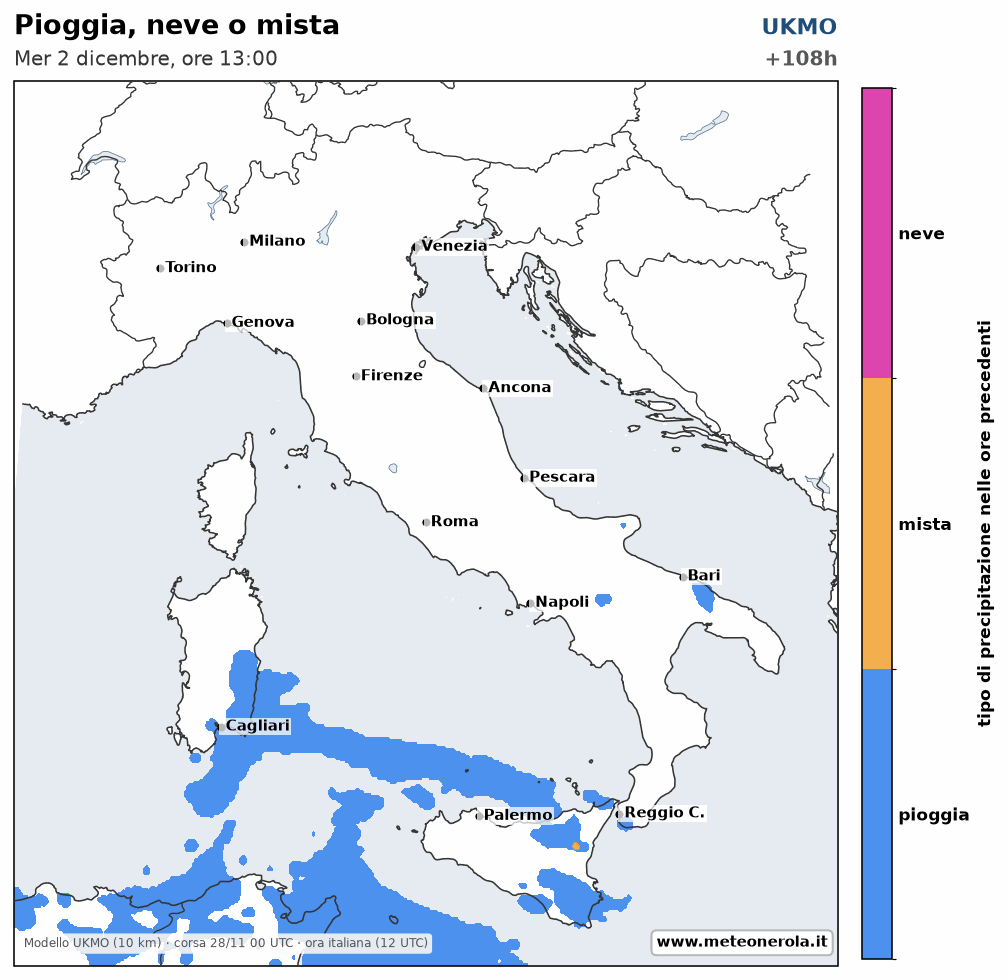 Pioggia, neve o mista
UKMO
Mer 2 dicembre, ore 13:00
+108h
neve
Milano
Venezia
Torino
Genova
Bologna
Firenze
Ancona
Pescara
Roma
mista
Bari
Napoli
tipo di precipitazione nelle ore precedenti
Cagliari
Palermo
Reggio C.
pioggia
Modello UKMO (10 km) · corsa 28/11 00 UTC · ora italiana (12 UTC)
www.meteonerola.it